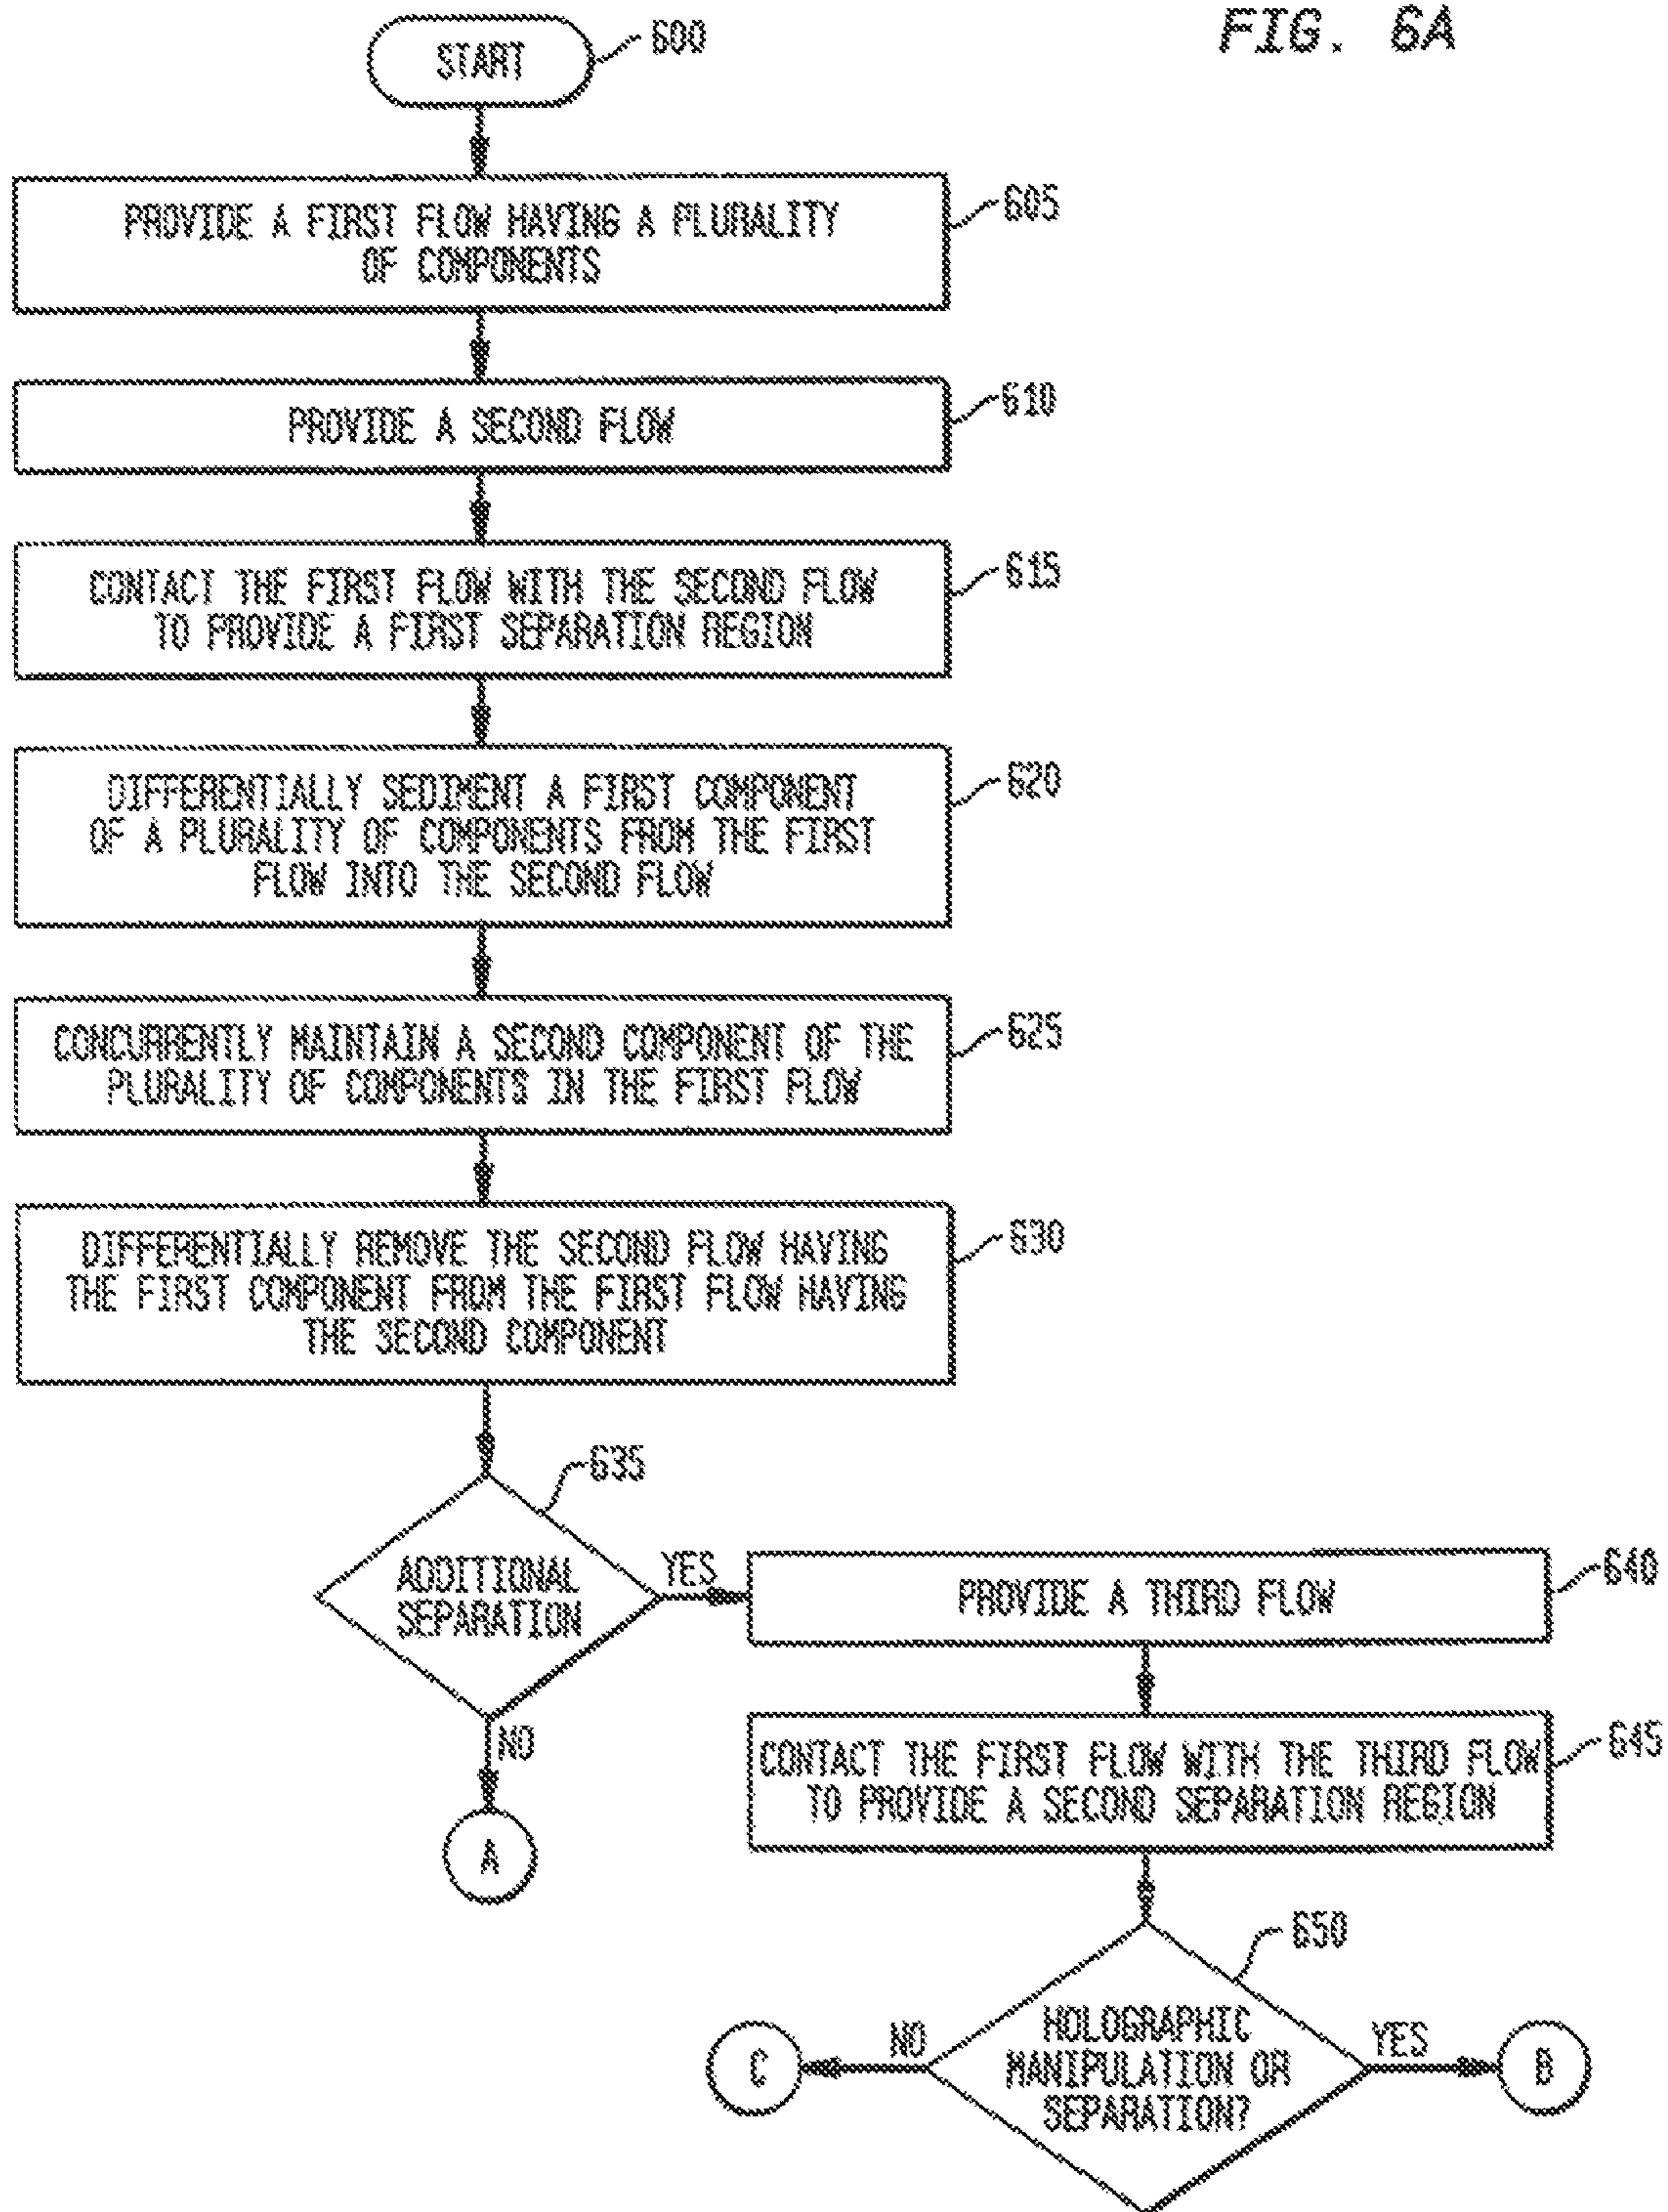 FIG. 6A
START
600
PROVIDE A FIRST FLOW HAVING A PLURALITY
OF COMPONENTS
605
PROVIDE A SECOND FLOW
610
CONTACT THE FIRST FLOW WITH THE SECOND FLOW
TO PROVIDE A FIRST SEPARATION REGION
615
DIFFERENTIALLY SEDIMENT A FIRST COMPONENT
OF A PLURALITY OF COMPONENTS FROM THE FIRST
FLOW INTO THE SECOND FLOW
620
CONCURRENTLY MAINTAIN A SECOND COMPONENT OF THE
PLURALITY OF COMPONENTS IN THE FIRST FLOW
625
DIFFERENTIALLY REMOVE THE SECOND FLOW HAVING
THE FIRST COMPONENT FROM THE FIRST FLOW HAVING
THE SECOND COMPONENT
630
635
ADDITIONAL
SEPARATION
YES
NO
A
PROVIDE A THIRD FLOW
640
CONTACT THE FIRST FLOW WITH THE THIRD FLOW
TO PROVIDE A SECOND SEPARATION REGION
645
650
HOLOGRAPHIC
MANIPULATION OR
SEPARATION?
NO
C
YES
B